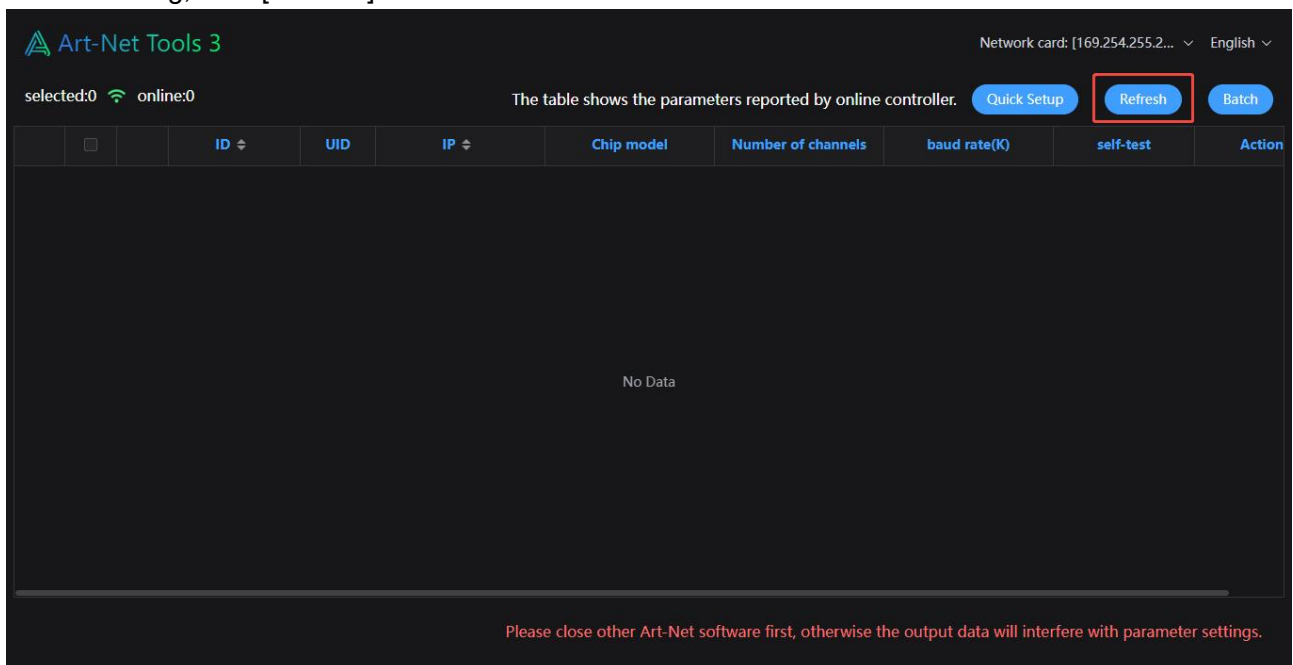 Art-Net Tools 3
Network card: [169.254.255.2... English
selected:0 online:0
The table shows the parameters reported by online controller. Quick Setup Refresh Batch
ID UID IP Chip model Number of channels baud rate(K) self-test Action
No Data
Please close other Art-Net software first, otherwise the output data will interfere with parameter settings.